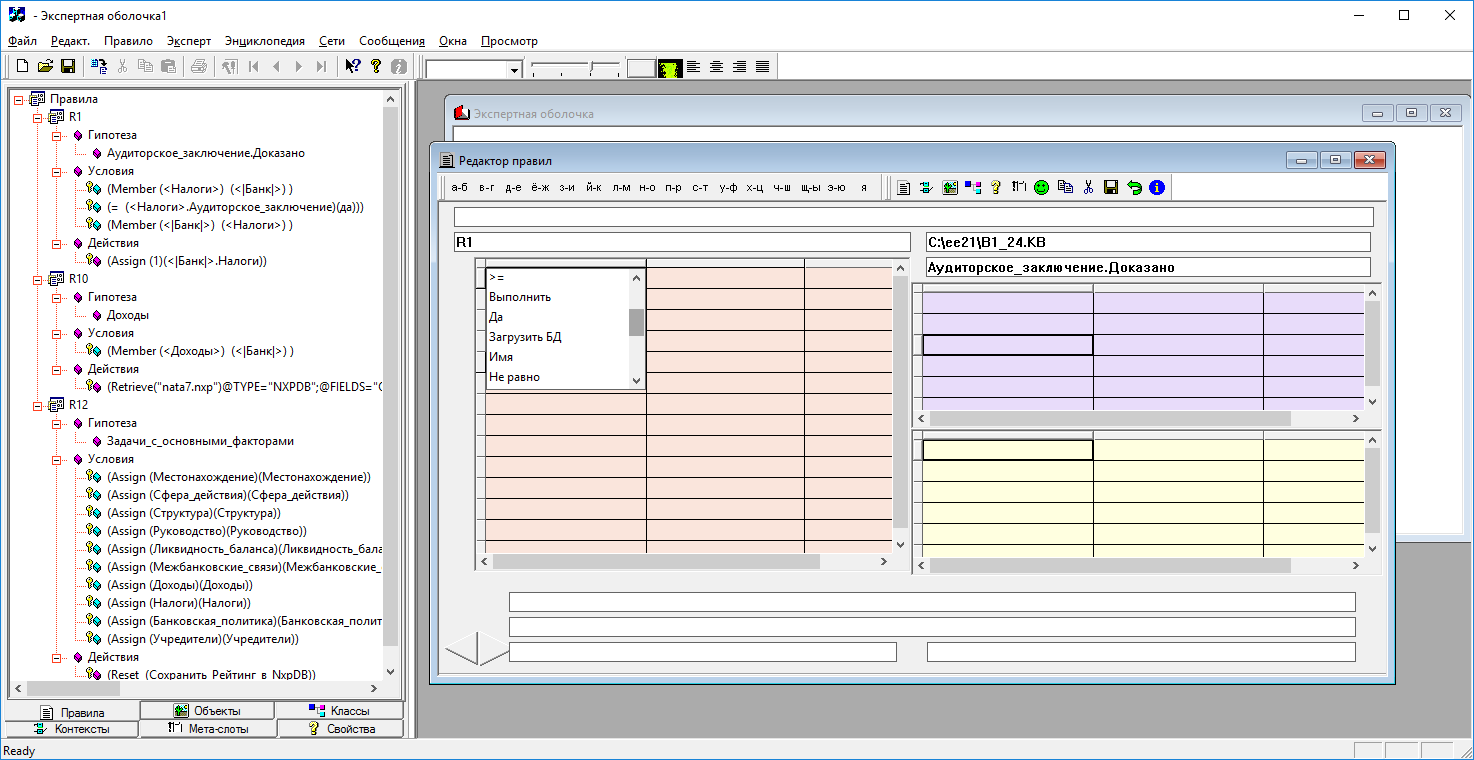 - Экспертная оболочка1
Файл Редакт. Правило Эксперт Энциклопедия Сети Сообщения Окна Просмотр
Правила
R1
Гипотеза
Аудиторское_заключение.Доказано
Условия
(Member (<Налоги>) (<|Банк|>) )
(= (<Налоги>.Аудиторское_заключение)(да)))
(Member (<|Банк|>) (<Налоги>) )
Действия
(Assign (1)(<|Банк|>.Налоги))
R10
Гипотеза
Доходы
Условия
(Member (<Доходы>) (<|Банк|>) )
Действия
(Retrieve("nata7.nxp")@TYPE="NXPDB";@FIELDS="C
R12
Гипотеза
Задачи_с_основными_факторами
Условия
(Assign (Местонахождение)(Местонахождение))
(Assign (Сфера_действия)(Сфера_действия))
(Assign (Структура)(Структура))
(Assign (Руководство)(Руководство))
(Assign (Ликвидность_баланса)(Ликвидность_бала
(Assign (Межбанковские_связи)(Межбанковские_
(Assign (Доходы)(Доходы))
(Assign (Налоги)(Налоги))
(Assign (Банковская_политика)(Банковская_полит
(Assign (Учредители)(Учредители))
Действия
(Reset (Сохранить_Рейтинг_в_NxpDB))
Правила Объекты Классы
Контексты Мета-слоты Свойства
Экспертная оболочка
Редактор правил
а-б в-г д-е ё-ж з-и й-к л-м н-о п-р с-т у-ф х-ц ч-ш щ-ы э-ю я
R1
C:\ee21\B1_24.KB
Аудиторское_заключение.Доказано
>=
Выполнить
Да
Загрузить БД
Имя
Не равно
Ready